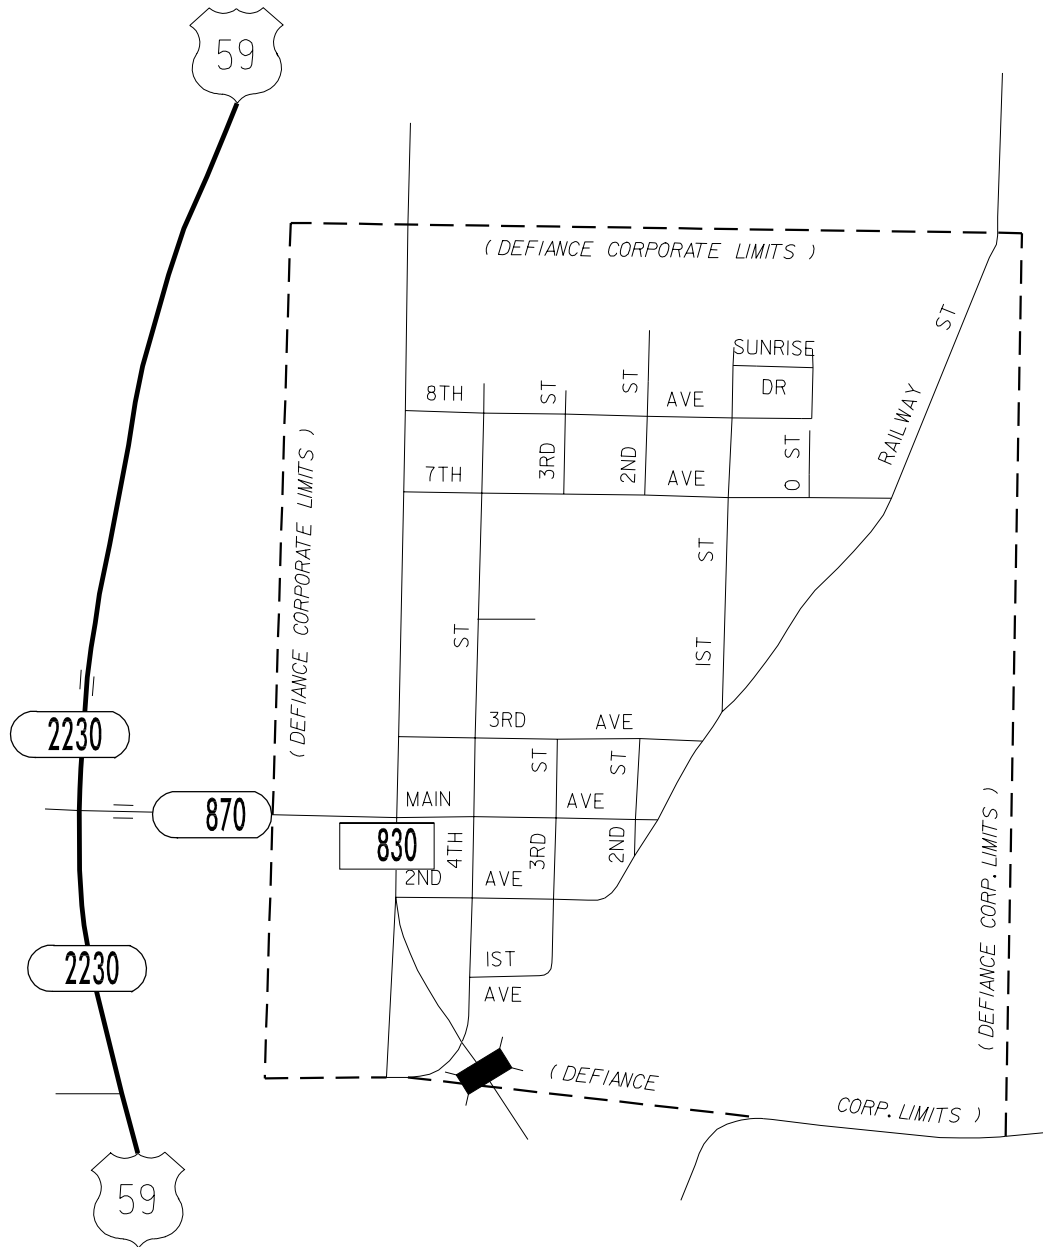 59
( DEFIANCE CORPORATE LIMITS )
ST
SUNRISE
DR
8TH
ST
ST
AVE
RAILWAY
7TH
3RD
2ND
AVE
O ST
( DEFIANCE CORPORATE LIMITS )
ST
ST
IST
2230
3RD
AVE
ST
ST
870
MAIN
AVE
830
4TH
3RD
2ND
2ND
AVE
( DEFIANCE CORP. LIMITS )
2230
IST
AVE
( DEFIANCE
CORP. LIMITS )
59